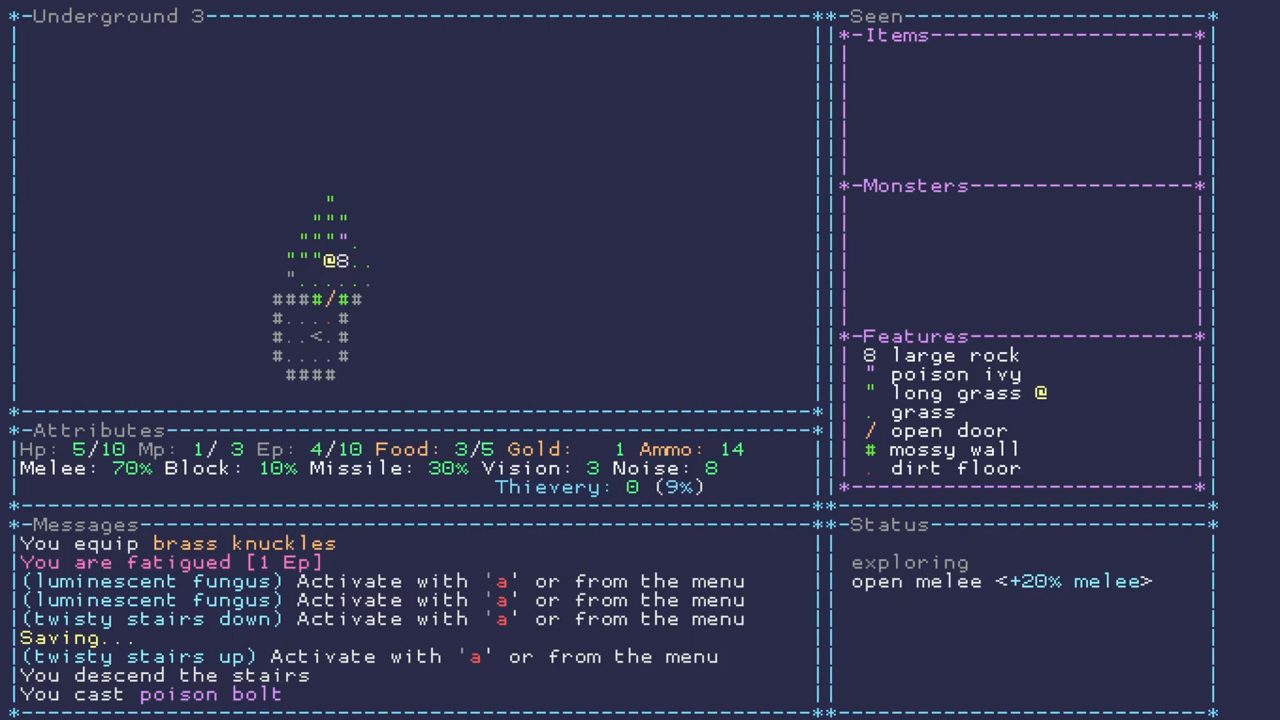 Underground 3
"
"""
"""".
"""@8..
"......
####/##
#....#
#..<.#
#....#
####
Attributes
Hp: 5/10 Mp: 1/ 3 Ep: 4/10 Food: 3/5 Gold: 1 Ammo: 14
Melee: 70% Block: 10% Missile: 30% Vision: 3 Noise: 8
Thievery: 0 (9%)
Messages
You equip brass knuckles
You are fatigued [1 Ep]
(luminescent fungus) Activate with 'a' or from the menu
(luminescent fungus) Activate with 'a' or from the menu
(twisty stairs down) Activate with 'a' or from the menu
Saving...
(twisty stairs up) Activate with 'a' or from the menu
You descend the stairs
You cast poison bolt
Seen
Items
Monsters
Features
8 large rock
" poison ivy
" long grass @
. grass
/ open door
# mossy wall
. dirt floor
Status
exploring
open melee <+20% melee>